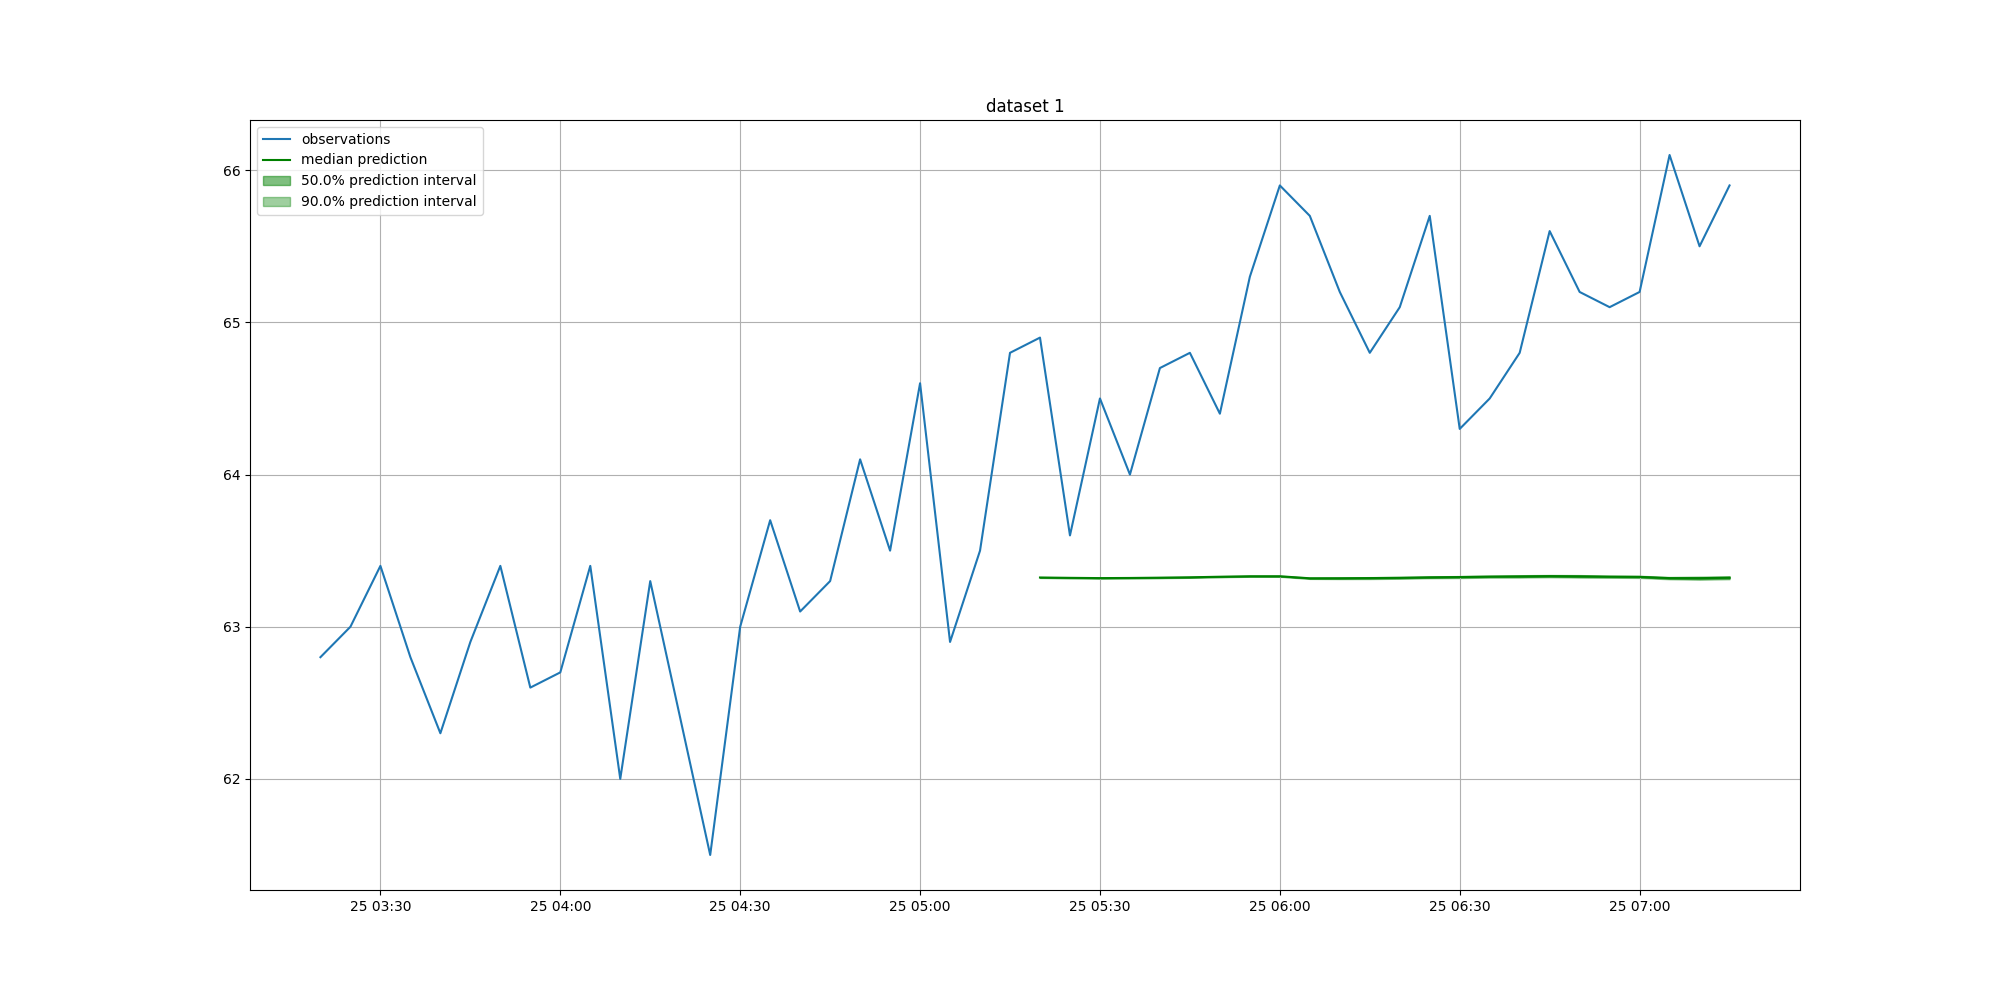 dataset 1
observations
median prediction
50.0% prediction interval
90.0% prediction interval
66
65
64
63
62
25 03:30 25 04:00 25 04:30 25 05:00 25 05:30 25 06:00 25 06:30 25 07:00